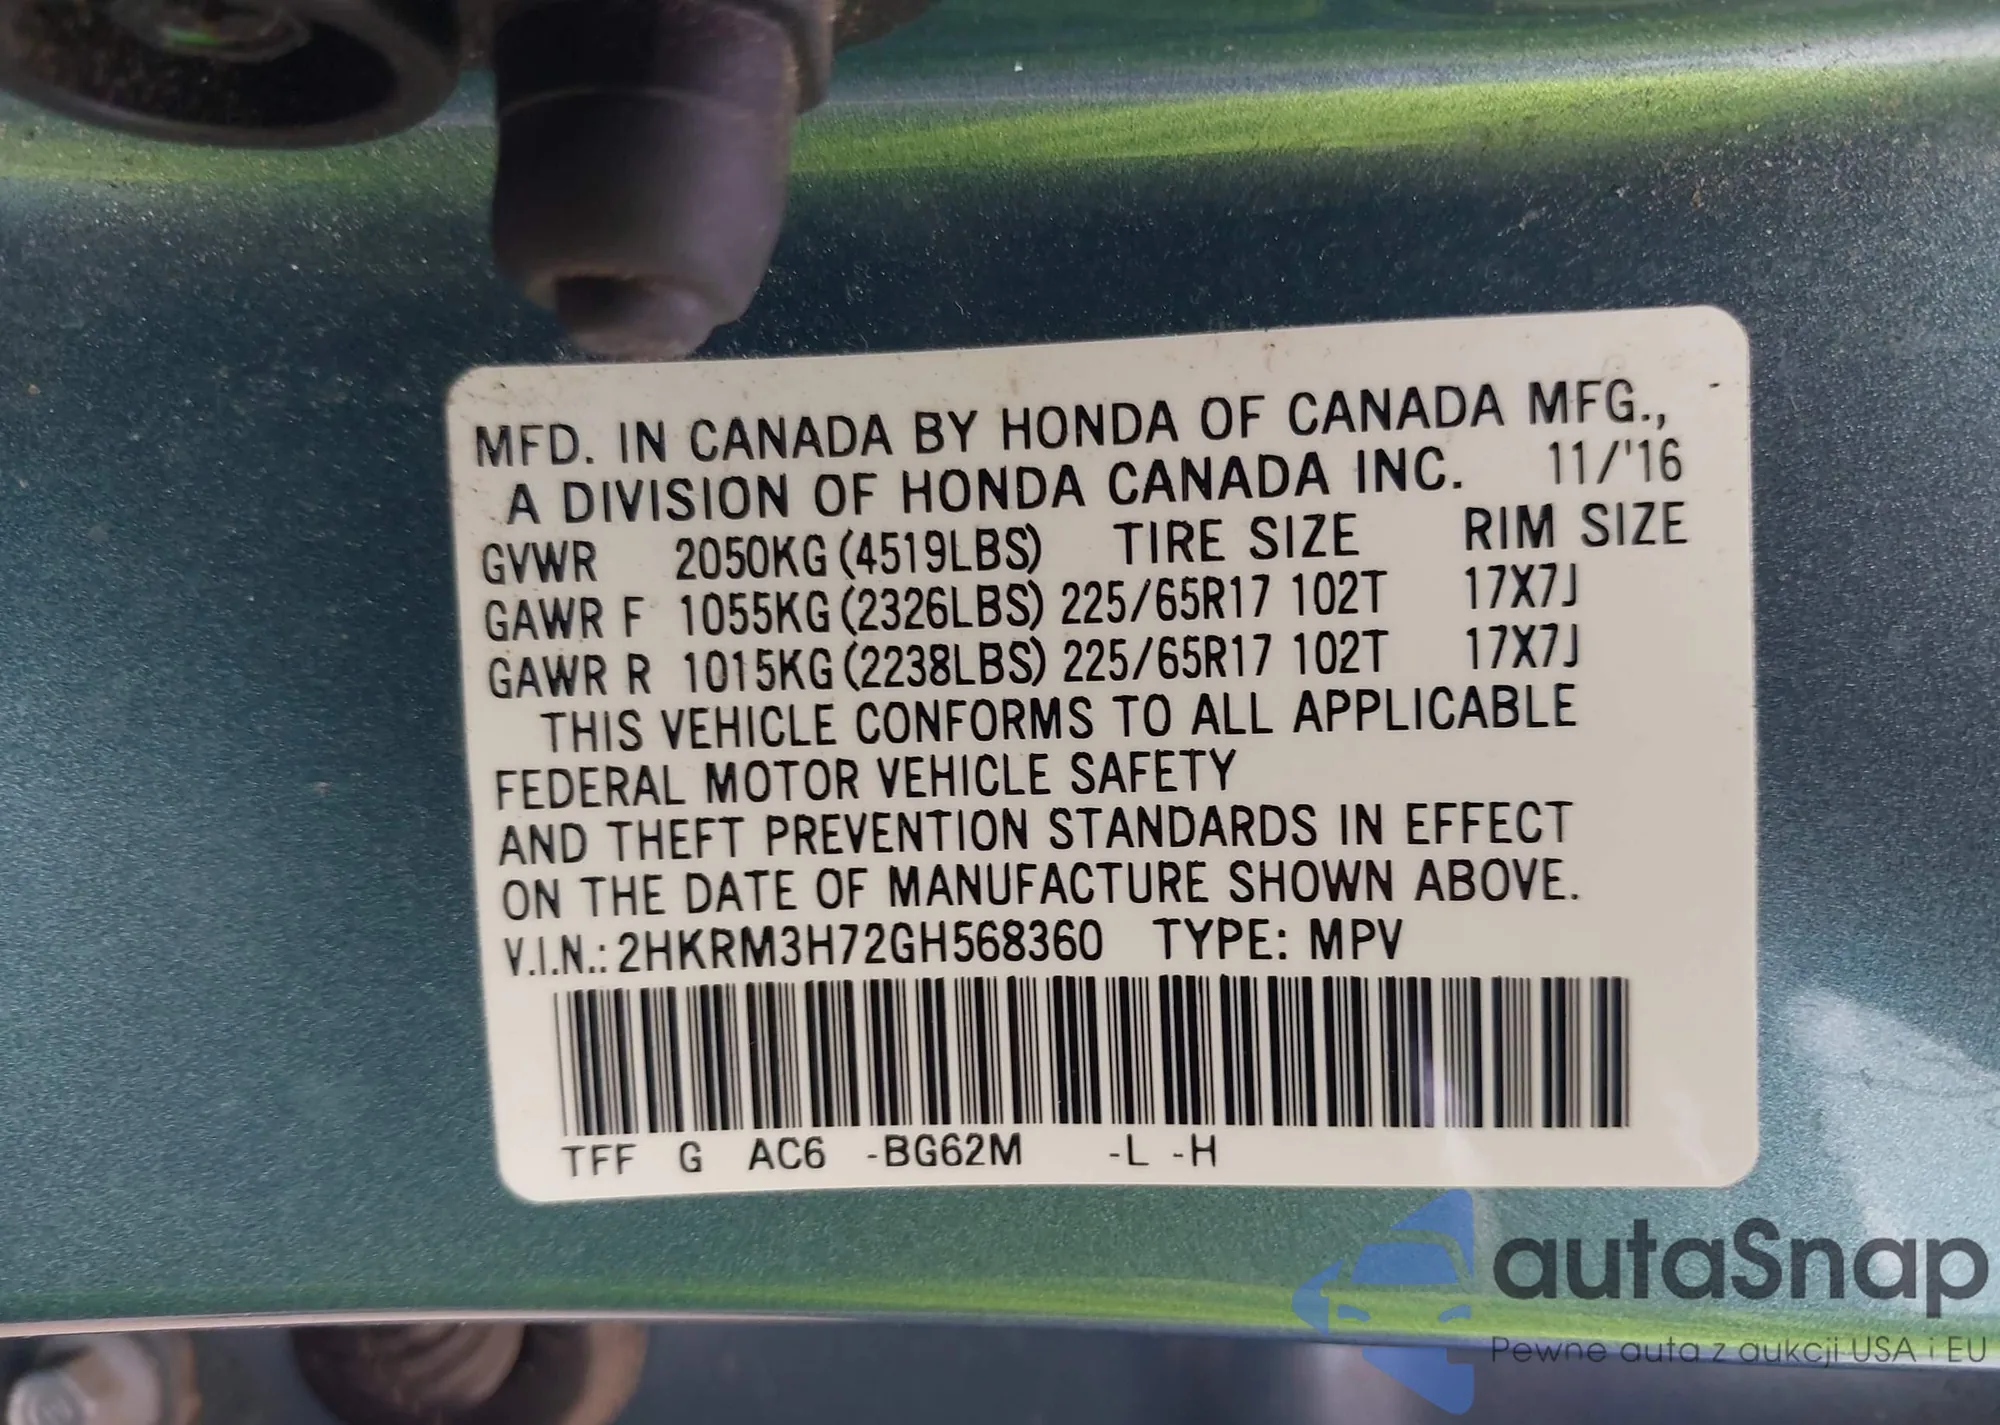 MFD. IN CANADA BY HONDA OF CANADA MFG.,
A DIVISION OF HONDA CANADA INC. 11/'16
GVWR 2050KG (4519LBS) TIRE SIZE RIM SIZE
GAWR F 1055KG (2326LBS) 225/65R17 102T 17X7J
GAWR R 1015KG (2238LBS) 225/65R17 102T 17X7J
THIS VEHICLE CONFORMS TO ALL APPLICABLE
FEDERAL MOTOR VEHICLE SAFETY
AND THEFT PREVENTION STANDARDS IN EFFECT
ON THE DATE OF MANUFACTURE SHOWN ABOVE.
V.I.N.: 2HKRM3H72GH568360 TYPE: MPV
TFF G AC6 -BG62M -L -H
autaSnap
Pewne auta z aukcji USA i EU